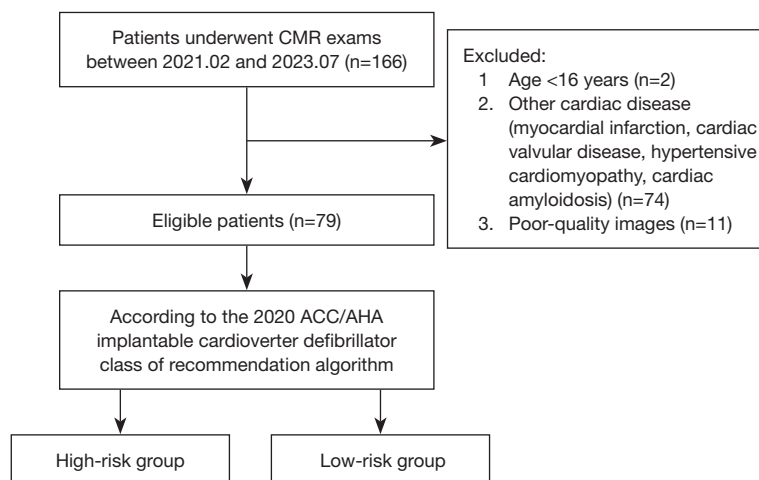 Patients underwent CMR exams
between 2021.02 and 2023.07 (n=166)
Excluded:
1 Age <16 years (n=2)
2. Other cardiac disease
(myocardial infarction, cardiac
valvular disease, hypertensive
cardiomyopathy, cardiac
amyloidosis) (n=74)
3. Poor-quality images (n=11)
Eligible patients (n=79)
According to the 2020 ACC/AHA
implantable cardioverter defibrillator
class of recommendation algorithm
High-risk group
Low-risk group